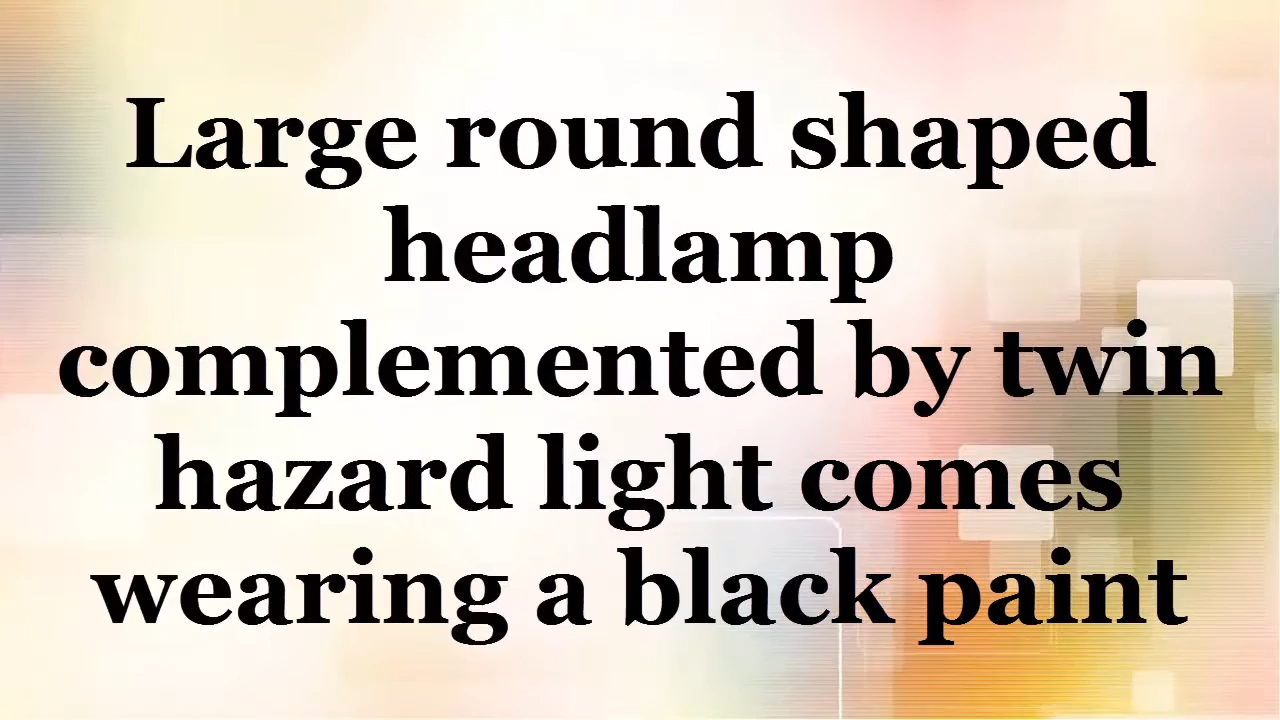 Large round shaped
headlamp
complemented by twin
hazard light comes
wearing a black paint